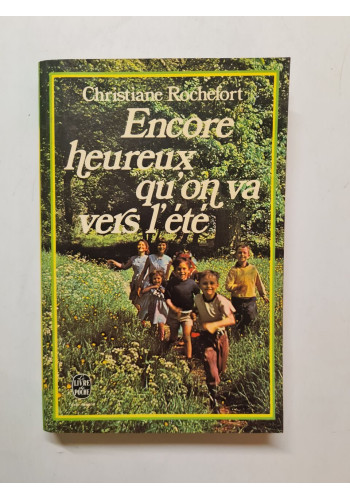 Christiane Rochefort
Encore
heureux
qu'on va
vers l'été
LE LIVRE
DE
POCHE